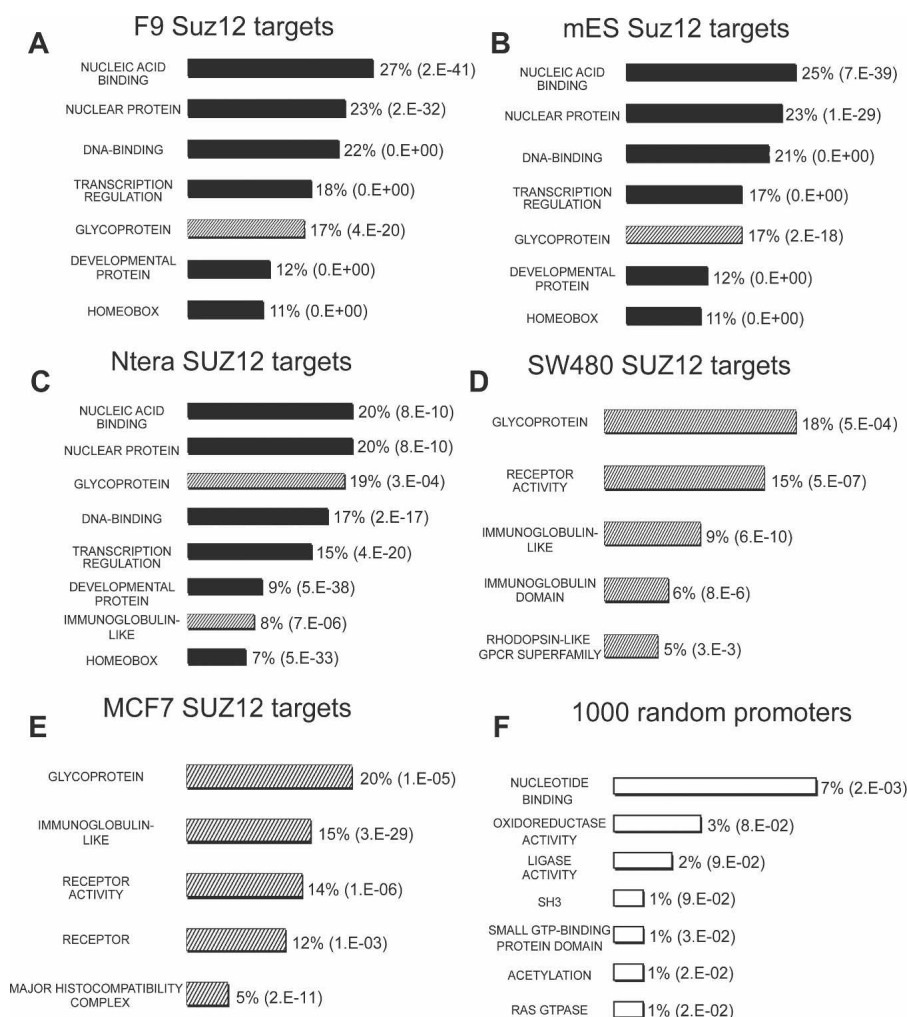 A
F9 Suz12 targets
NUCLEIC ACID
BINDING
27% (2.E-41)
NUCLEAR PROTEIN
23% (2.E-32)
DNA-BINDING
22% (0.E+00)
TRANSCRIPTION
REGULATION
18% (0.E+00)
GLYCOPROTEIN
17% (4.E-20)
DEVELOPMENTAL
PROTEIN
12% (0.E+00)
HOMEOBOX
11% (0.E+00)
B
mES Suz12 targets
NUCLEIC ACID
BINDING
25% (7.E-39)
NUCLEAR PROTEIN
23% (1.E-29)
DNA-BINDING
21% (0.E+00)
TRANSCRIPTION
REGULATION
17% (0.E+00)
GLYCOPROTEIN
17% (2.E-18)
DEVELOPMENTAL
PROTEIN
12% (0.E+00)
HOMEOBOX
11% (0.E+00)
C
Ntera SUZ12 targets
NUCLEIC ACID
BINDING
20% (8.E-10)
NUCLEAR PROTEIN
20% (8.E-10)
GLYCOPROTEIN
19% (3.E-04)
DNA-BINDING
17% (2.E-17)
TRANSCRIPTION
REGULATION
15% (4.E-20)
DEVELOPMENTAL
PROTEIN
9% (5.E-38)
IMMUNOGLOBULIN-
LIKE
8% (7.E-06)
HOMEOBOX
7% (5.E-33)
D
SW480 SUZ12 targets
GLYCOPROTEIN
18% (5.E-04)
RECEPTOR
ACTIVITY
15% (5.E-07)
IMMUNOGLOBULIN-
LIKE
9% (6.E-10)
IMMUNOGLOBULIN
DOMAIN
6% (8.E-6)
RHODOPSIN-LIKE
GPCR SUPERFAMILY
5% (3.E-3)
E
MCF7 SUZ12 targets
GLYCOPROTEIN
20% (1.E-05)
IMMUNOGLOBULIN-
LIKE
15% (3.E-29)
RECEPTOR
ACTIVITY
14% (1.E-06)
RECEPTOR
12% (1.E-03)
MAJOR HISTOCOMPATIBILITY
COMPLEX
5% (2.E-11)
F
1000 random promoters
NUCLEOTIDE
BINDING
7% (2.E-03)
OXIDOREDUCTASE
ACTIVITY
3% (8.E-02)
LIGASE
ACTIVITY
2% (9.E-02)
SH3
1% (9.E-02)
SMALL GTP-BINDING
PROTEIN DOMAIN
1% (3.E-02)
ACETYLATION
1% (2.E-02)
RAS GTPASE
1% (2.E-02)